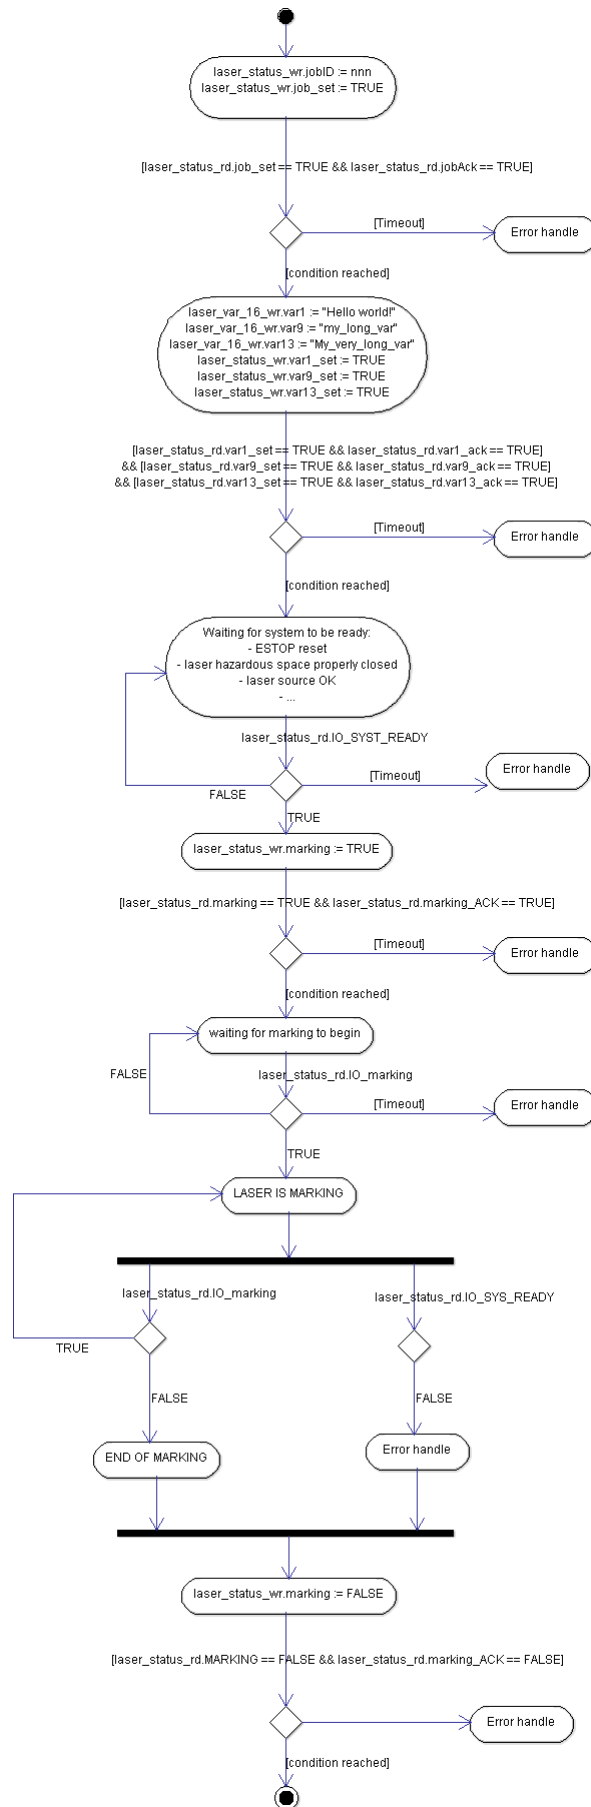 laser_status_wr.jobID := nnn
laser_status_wr.job_set := TRUE
[laser_status_rd.job_set == TRUE && laser_status_rd.jobAck == TRUE]
[Timeout]
Error handle
[condition reached]
laser_var_16_wr.var1 := "Hello world!"
laser_var_16_wr.var9 := "my_long_var"
laser_var_16_wr.var13 := "My_very_long_var"
laser_status_wr.var1_set := TRUE
laser_status_wr.var9_set := TRUE
laser_status_wr.var13_set := TRUE
[laser_status_rd.var1_set == TRUE && laser_status_rd.var1_ack == TRUE]
&& [laser_status_rd.var9_set == TRUE && laser_status_rd.var9_ack == TRUE]
&& [laser_status_rd.var13_set == TRUE && laser_status_rd.var13_ack == TRUE]
[Timeout]
Error handle
[condition reached]
Waiting for system to be ready:
- ESTOP reset
- laser hazardous space properly closed
- laser source OK
- ...
laser_status_rd.IO_SYST_READY
[Timeout]
Error handle
FALSE
TRUE
laser_status_wr.marking := TRUE
[laser_status_rd.marking == TRUE && laser_status_rd.marking_ACK == TRUE]
[Timeout]
Error handle
[condition reached]
waiting for marking to begin
FALSE
laser_status_rd.IO_marking
[Timeout]
Error handle
TRUE
LASER IS MARKING
laser_status_rd.IO_marking
laser_status_rd.IO_SYS_READY
TRUE
FALSE
FALSE
END OF MARKING
Error handle
laser_status_wr.marking := FALSE
[laser_status_rd.MARKING == FALSE && laser_status_rd.marking_ACK == FALSE]
Error handle
[condition reached]